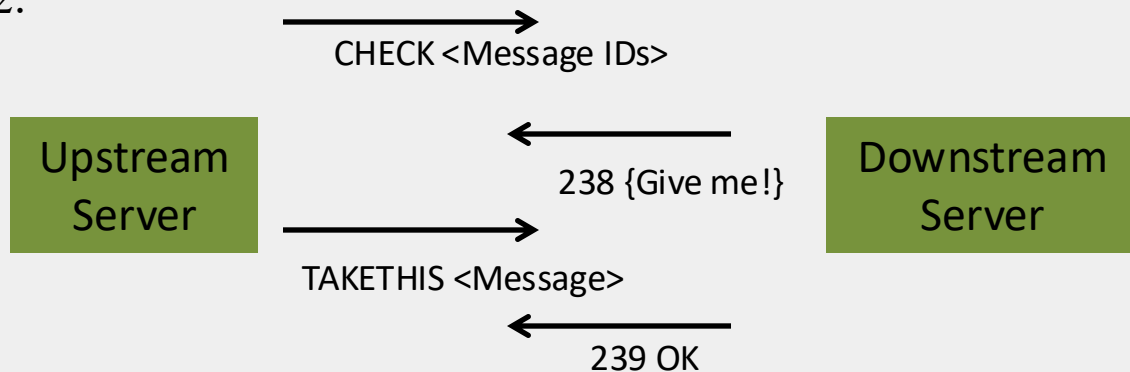 2.
CHECK <Message IDs>
Upstream
Server
238 {Give me!}
Downstream
Server
TAKETHIS <Message>
239 OK